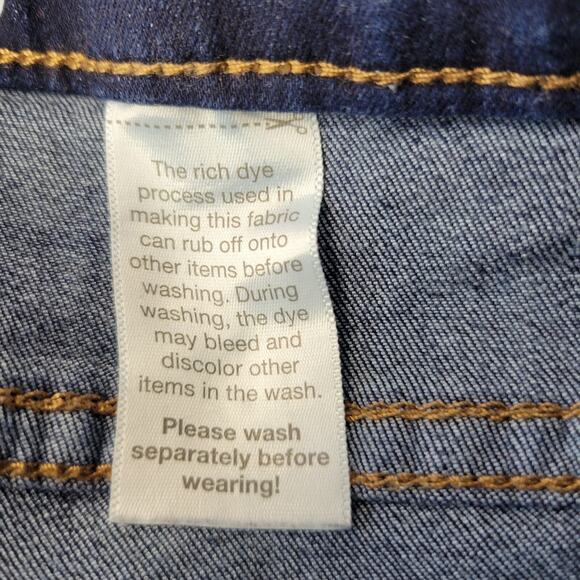 The rich dye
process used in
making this fabric
can rub off onto
other items before
washing. During
washing, the dye
may bleed and
discolor other
items in the wash.
Please wash
separately before
wearing!